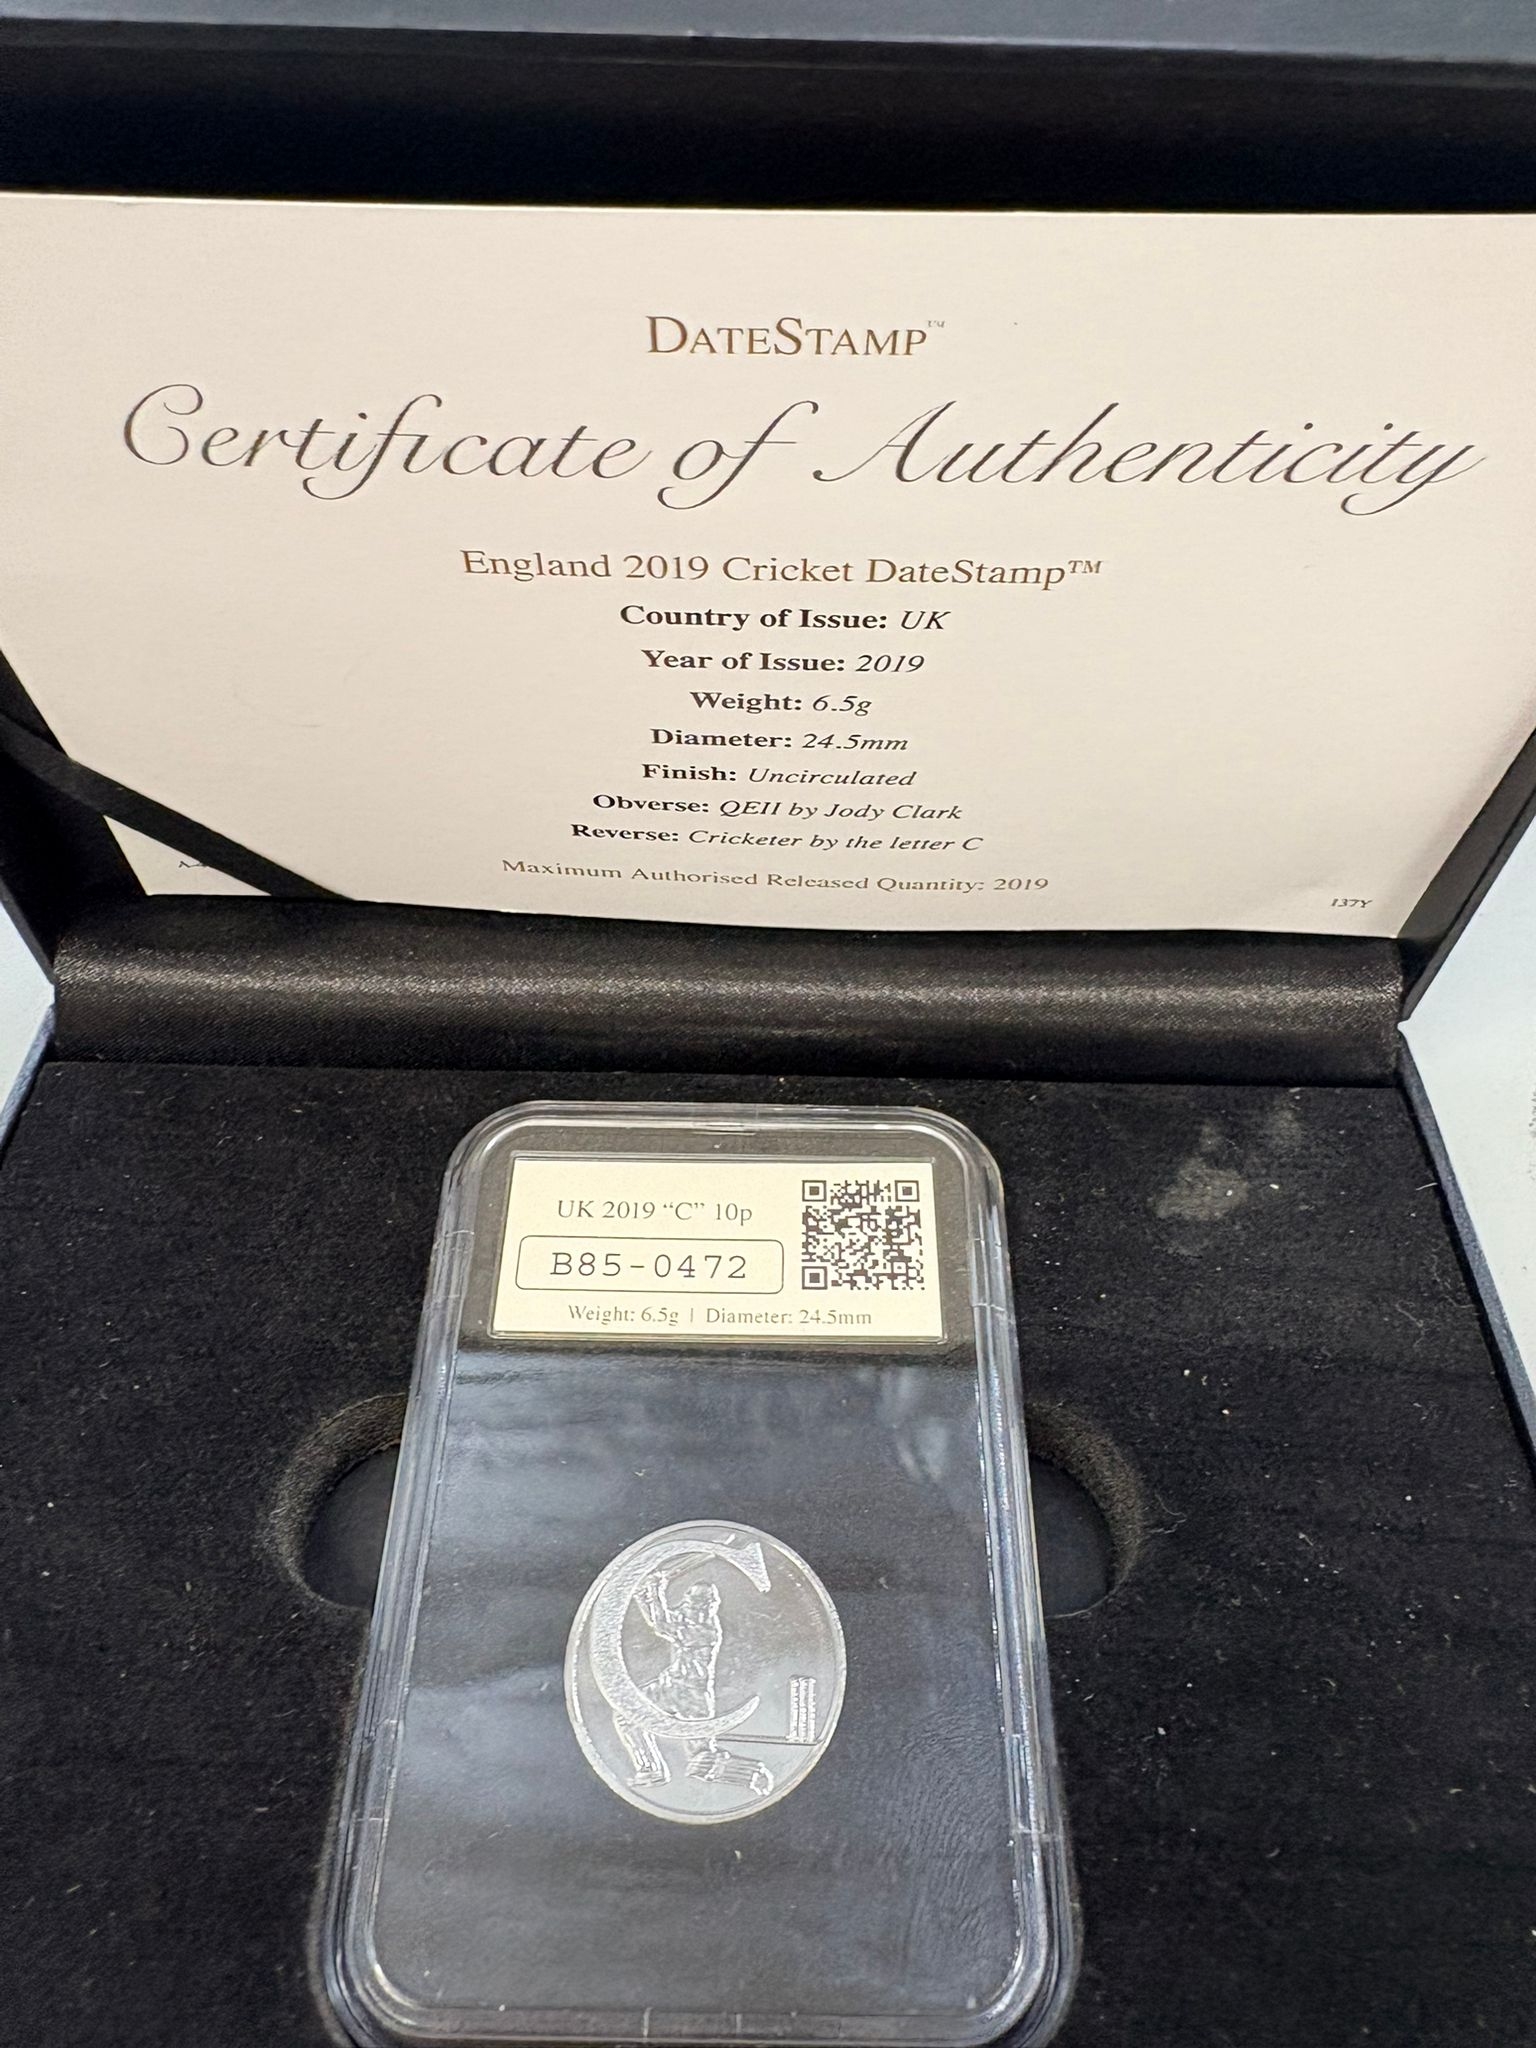 DATESTAMP™
Certificate of Authenticity
England 2019 Cricket DateStamp™
Country of Issue: UK
Year of Issue: 2019
Weight: 6.5g
Diameter: 24.5mm
Finish: Uncirculated
Obverse: QEII by Jody Clark
Reverse: Cricketer by the letter C
Maximum Authorised Released Quantity: 2019
137Y
UK 2019 “C” 10p
B85-0472
Weight: 6.5g | Diameter: 24.5mm
C